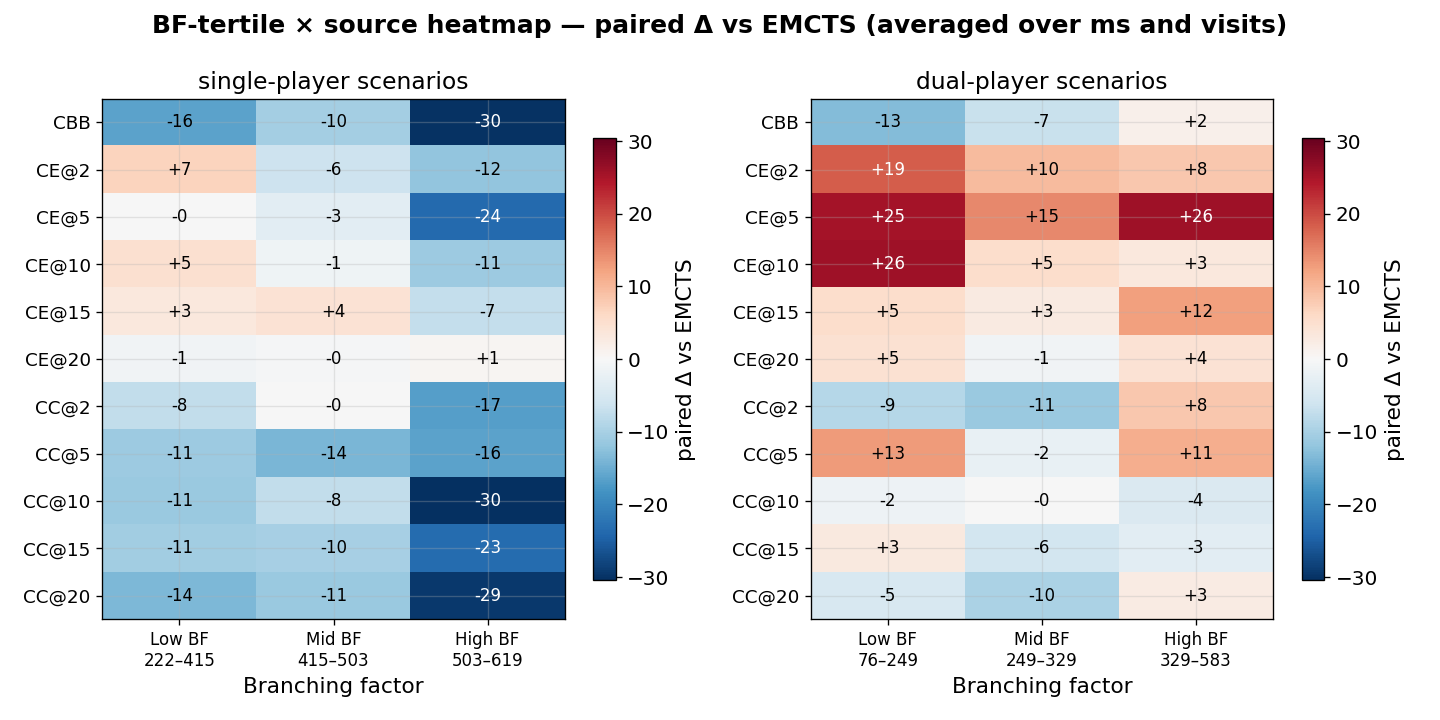 BF-tertile × source heatmap — paired Δ vs EMCTS (averaged over ms and visits)
single-player scenarios
CBB -16 -10 -30
CE@2 +7 -6 -12
CE@5 -0 -3 -24
CE@10 +5 -1 -11
CE@15 +3 +4 -7
CE@20 -1 -0 +1
CC@2 -8 -0 -17
CC@5 -11 -14 -16
CC@10 -11 -8 -30
CC@15 -11 -10 -23
CC@20 -14 -11 -29
Low BF Mid BF High BF
222–415 415–503 503–619
Branching factor
30
20
10
0
−10
−20
−30
paired Δ vs EMCTS
dual-player scenarios
CBB -13 -7 +2
CE@2 +19 +10 +8
CE@5 +25 +15 +26
CE@10 +26 +5 +3
CE@15 +5 +3 +12
CE@20 +5 -1 +4
CC@2 -9 -11 +8
CC@5 +13 -2 +11
CC@10 -2 -0 -4
CC@15 +3 -6 -3
CC@20 -5 -10 +3
Low BF Mid BF High BF
76–249 249–329 329–583
Branching factor
30
20
10
0
−10
−20
−30
paired Δ vs EMCTS